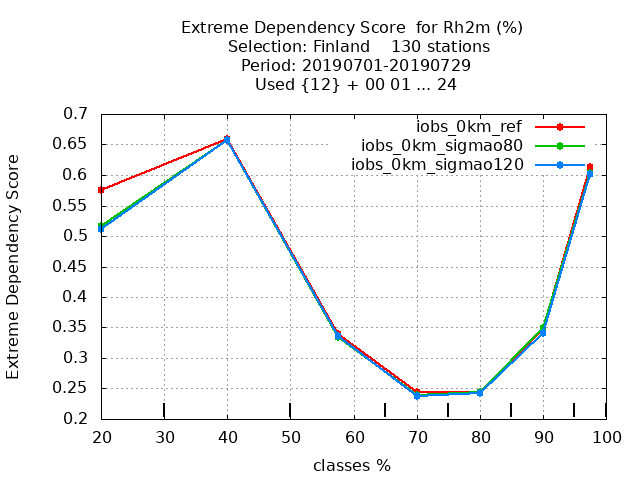 Extreme Dependency Score  for Rh2m (%)
Selection: Finland    130 stations
Period: 20190701-20190729
Used {12} + 00 01 ... 24
iobs_0km_ref
iobs_0km_sigmao80
iobs_0km_sigmao120
Extreme Dependency Score
0.7
0.65
0.6
0.55
0.5
0.45
0.4
0.35
0.3
0.25
0.2
20 30 40 50 60 70 80 90 100
classes %